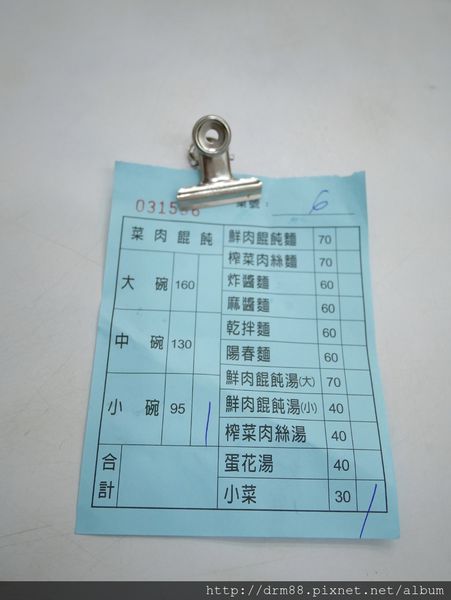 031566
桌號: 6
菜肉餛飩
大碗 160
中碗 130
小碗 95 /
合計
鮮肉餛飩麵 70
榨菜肉絲麵 70
炸醬麵 60
麻醬麵 60
乾拌麵 60
陽春麵 60
鮮肉餛飩湯(大) 70
鮮肉餛飩湯(小) 40
榨菜肉絲湯 40
蛋花湯 40
小菜 30 /
http://drm88.pixnet.net/album